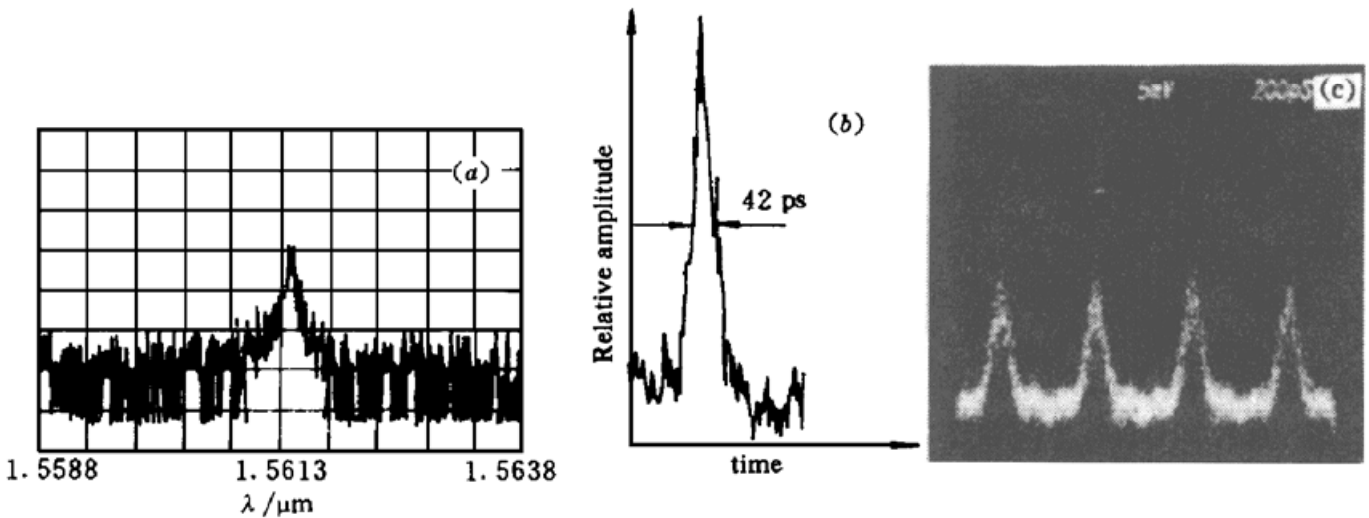 (a)
1.5588 1.5613 1.5638
λ /μm
Relative amplitude
(b)
42 ps
time
5mV 200pS (c)